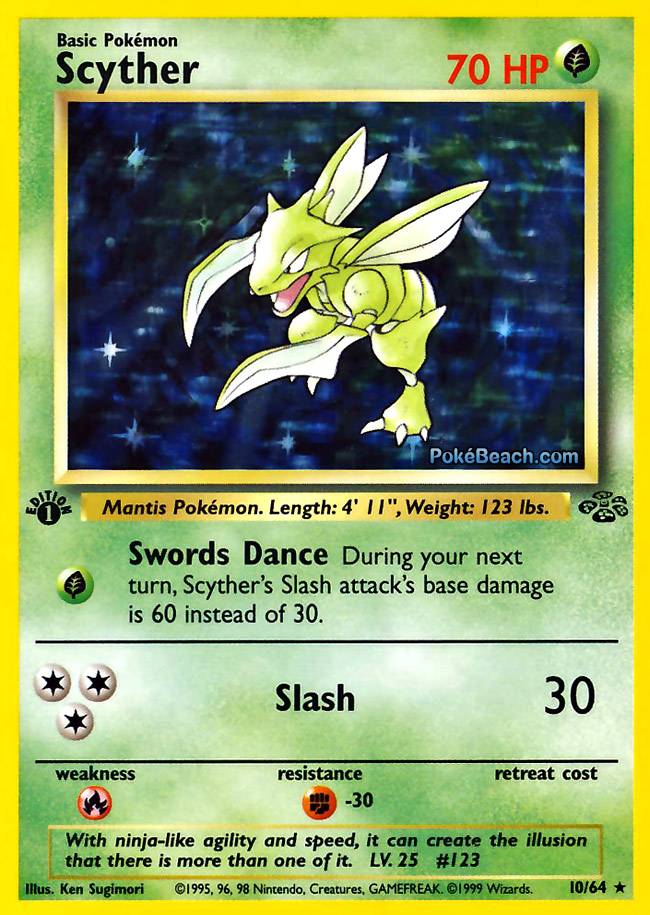 Basic Pokémon
Scyther
70 HP
PokéBeach.com
EDITION
1
Mantis Pokémon. Length: 4' 11", Weight: 123 lbs.
Swords Dance During your next
turn, Scyther's Slash attack's base damage
is 60 instead of 30.
Slash 30
weakness resistance retreat cost
-30
With ninja-like agility and speed, it can create the illusion
that there is more than one of it. LV. 25 #123
Illus. Ken Sugimori ©1995, 96, 98 Nintendo, Creatures, GAMEFREAK. ©1999 Wizards. 10/64 ★